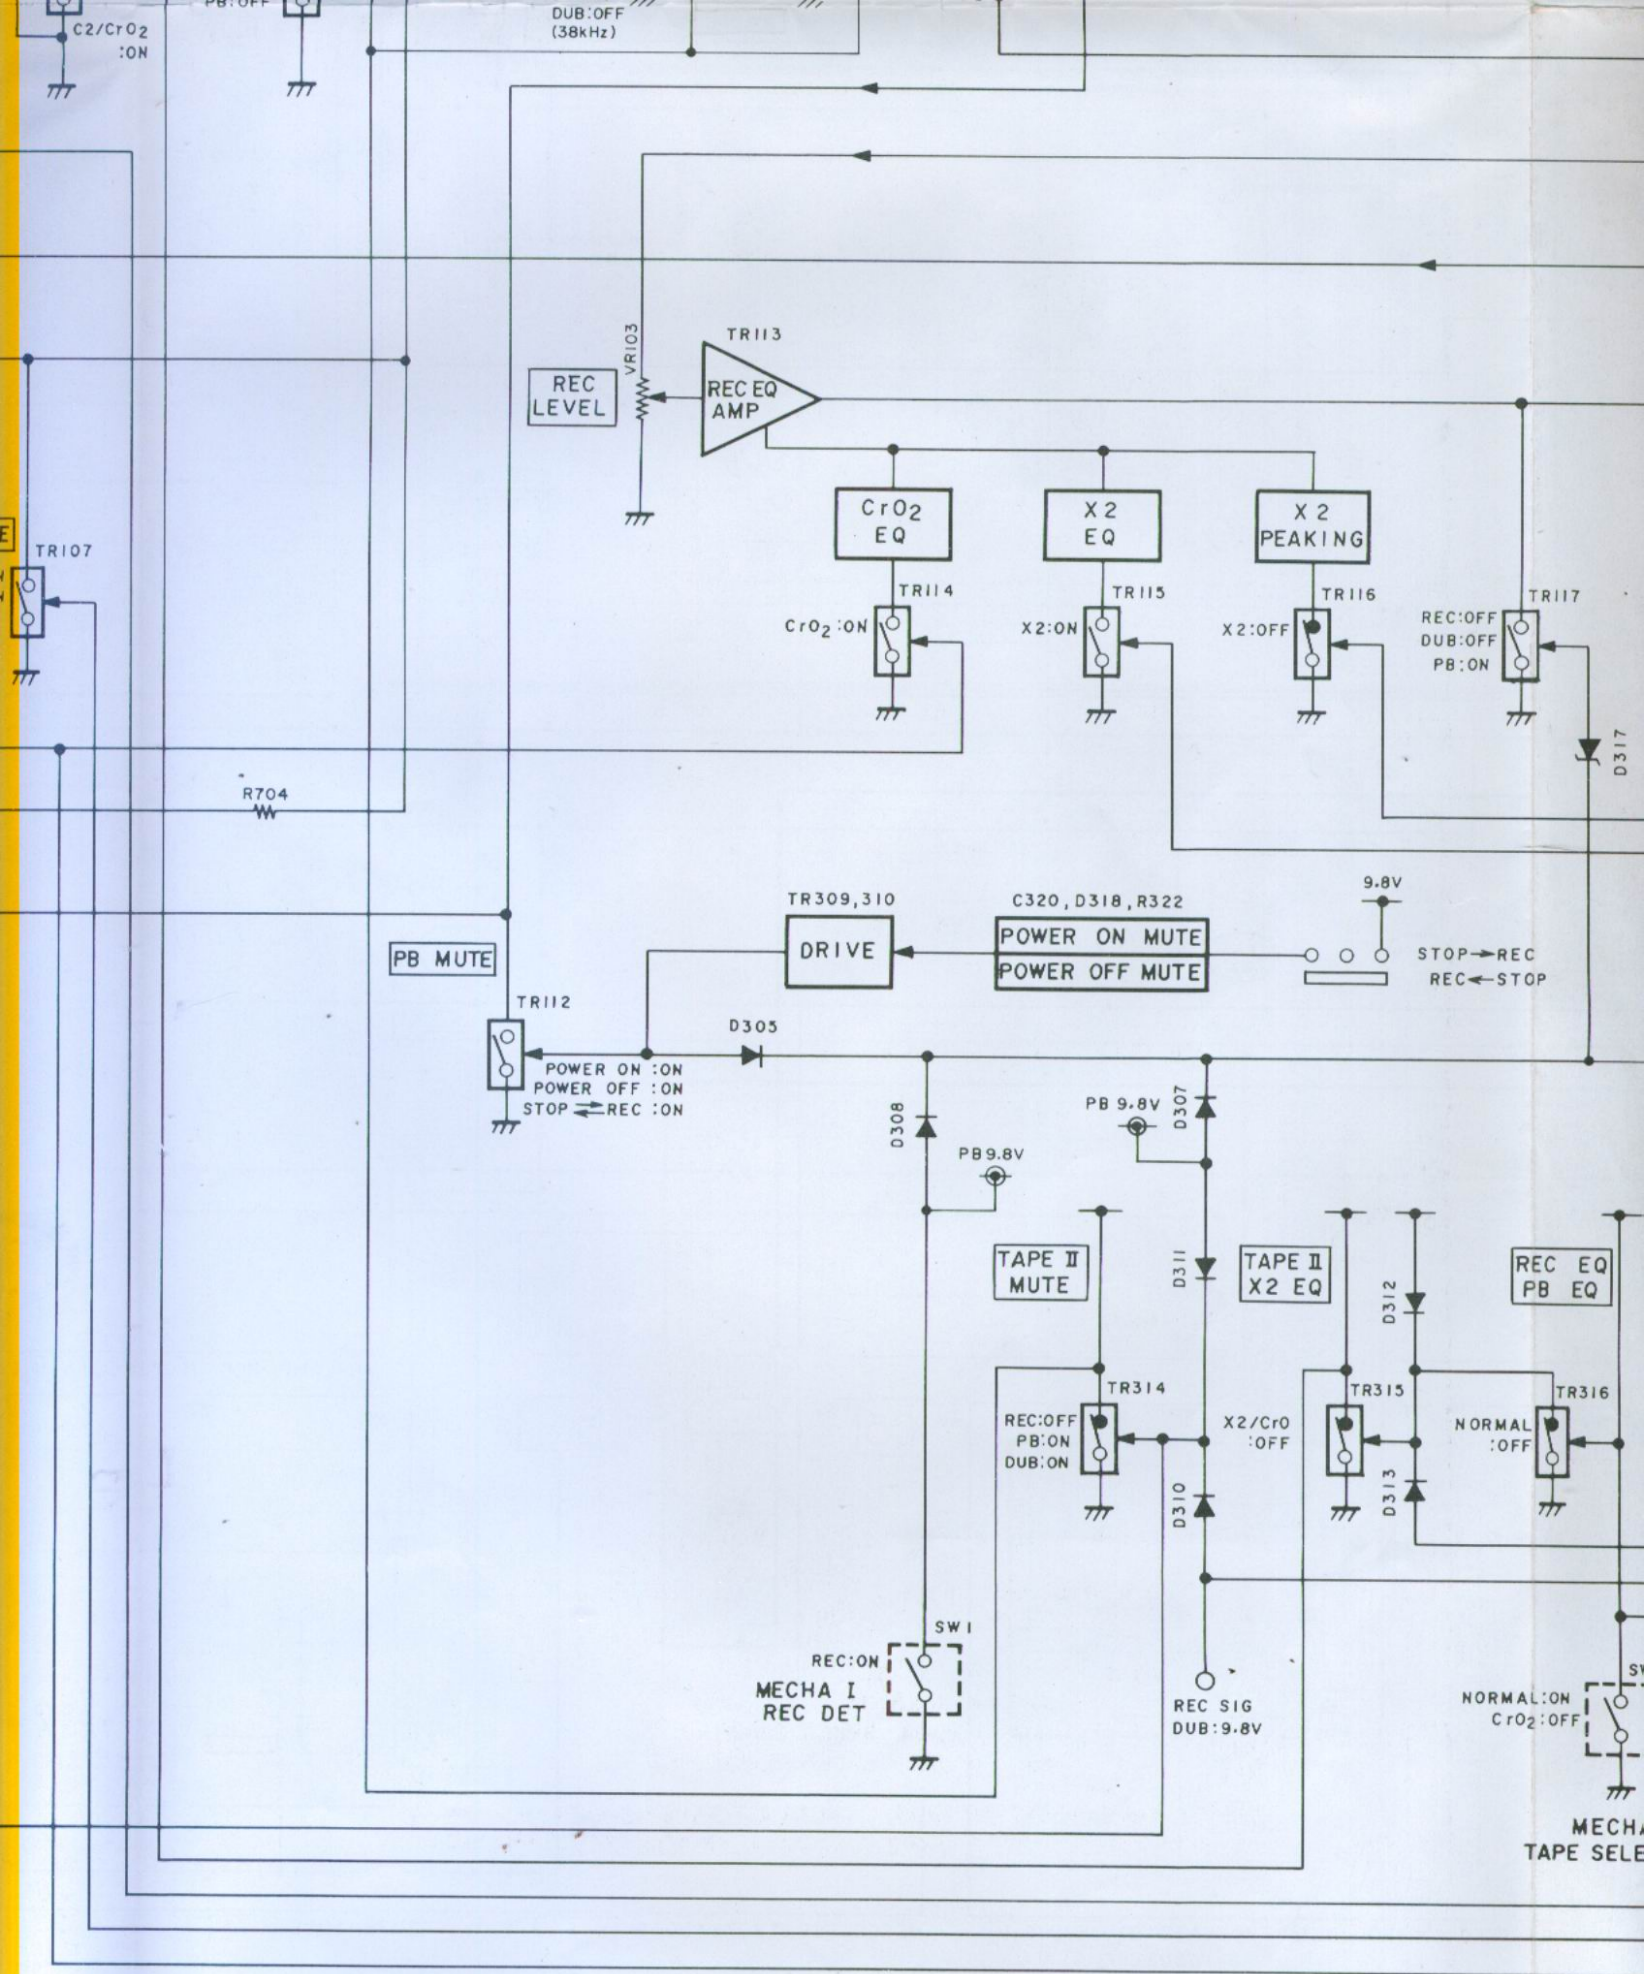 C2/CrO2
:ON
PB:OFF
DUB:OFF
(38kHz)
TR113
VR103
REC
LEVEL
REC EQ
AMP
CrO2
EQ
X2
EQ
X2
PEAKING
TR107
TR114
CrO2:ON
TR115
X2:ON
TR116
X2:OFF
TR117
REC:OFF
DUB:OFF
PB:ON
D317
R704
PB MUTE
TR309,310
DRIVE
C320, D318, R322
POWER ON MUTE
POWER OFF MUTE
9.8V
STOP→REC
REC←STOP
TR112
D305
POWER ON :ON
POWER OFF :ON
STOP⇄REC :ON
D308
PB9.8V
PB 9.8V
D307
TAPE II
MUTE
D311
TAPE II
X2 EQ
D312
REC EQ
PB EQ
TR314
REC:OFF
PB:ON
DUB:ON
X2/CrO
:OFF
TR315
TR316
NORMAL
:OFF
D310
D313
SW1
REC:ON
MECHA I
REC DET
REC SIG
DUB:9.8V
SW
NORMAL:ON
CrO2:OFF
MECHA
TAPE SELE